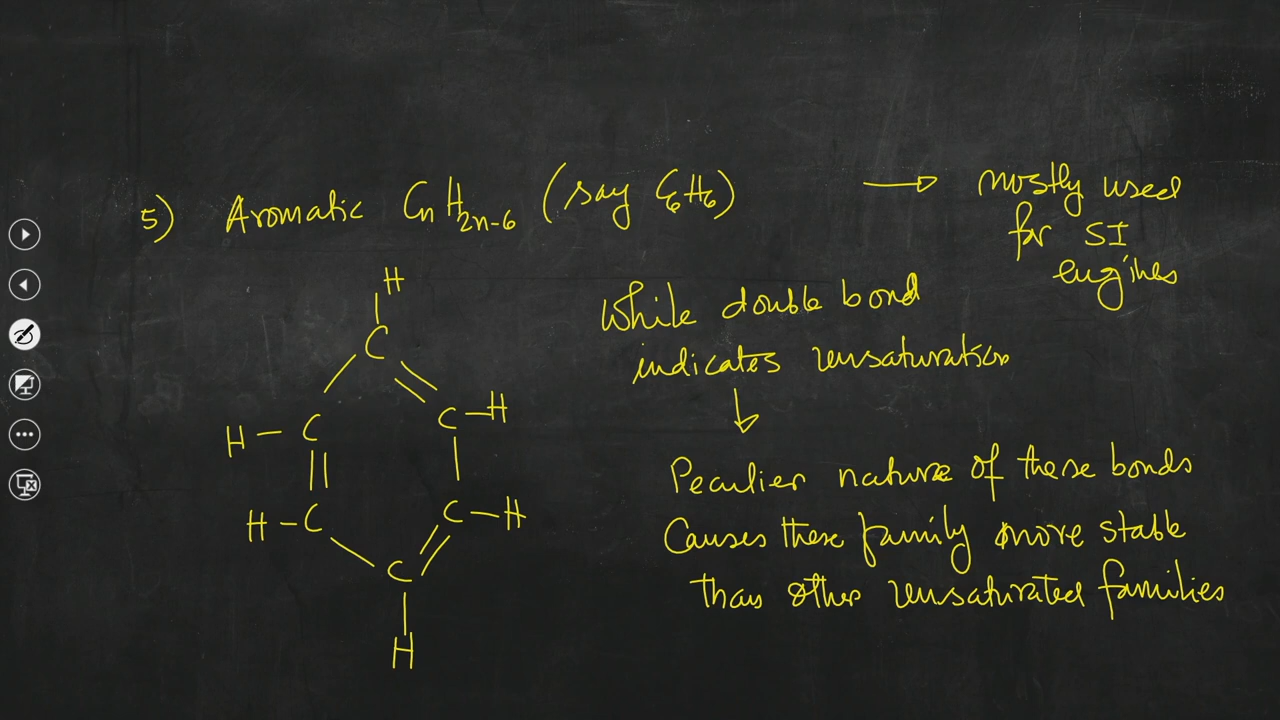 5) Aromatic CnH2n-6 (say C6H6) → mostly used
for SI
engines
While double bond
indicates unsaturation
↓
Peculier nature of these bonds
Causes these family more stable
than other unsaturated families
H
C
C - H
H - C
H - C
C - H
C
H